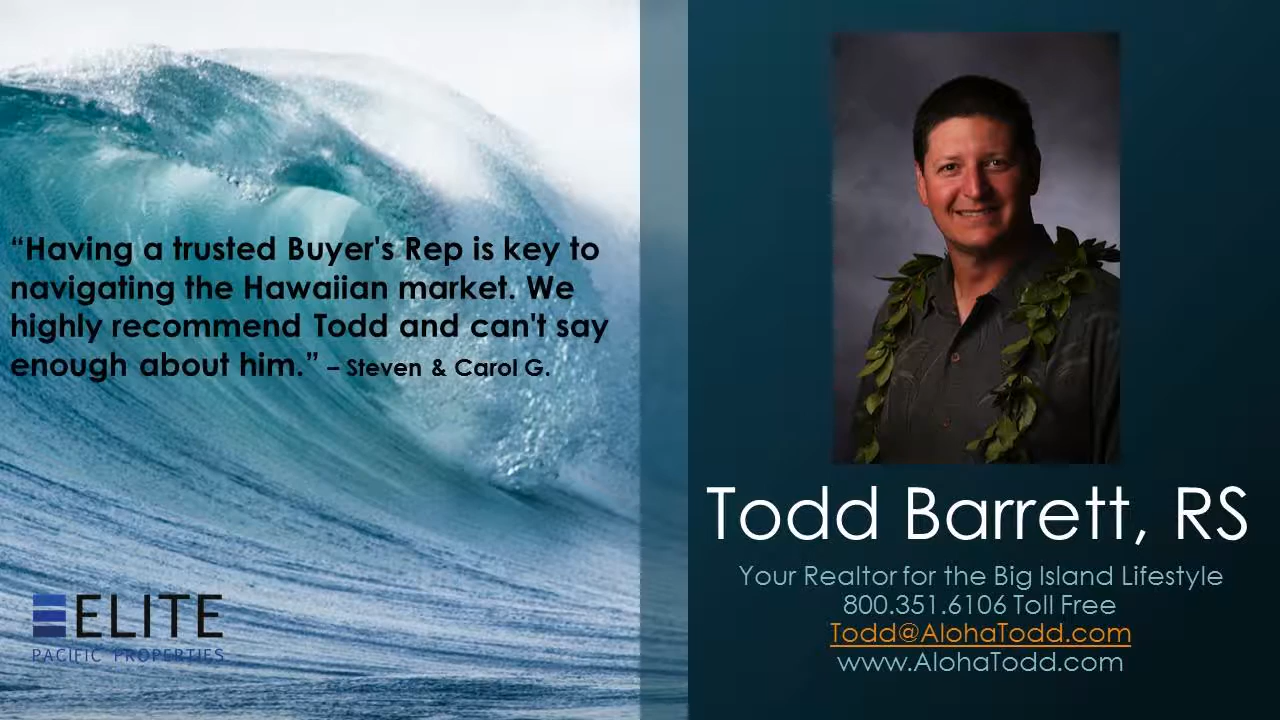 “Having a trusted Buyer's Rep is key to
navigating the Hawaiian market. We
highly recommend Todd and can't say
enough about him.” – Steven & Carol G.
ELITE
PACIFIC PROPERTIES
Todd Barrett, RS
Your Realtor for the Big Island Lifestyle
800.351.6106 Toll Free
Todd@AlohaTodd.com
www.AlohaTodd.com